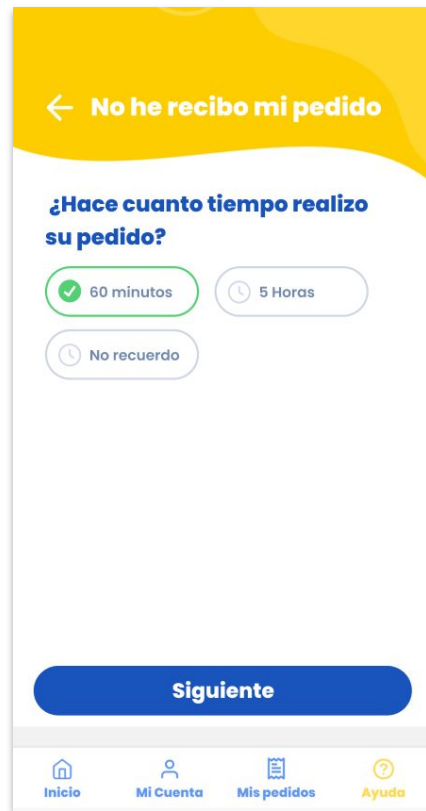 No he recibo mi pedido
¿Hace cuanto tiempo realizo
su pedido?
60 minutos
5 Horas
No recuerdo
Siguiente
Inicio
Mi Cuenta
Mis pedidos
Ayuda